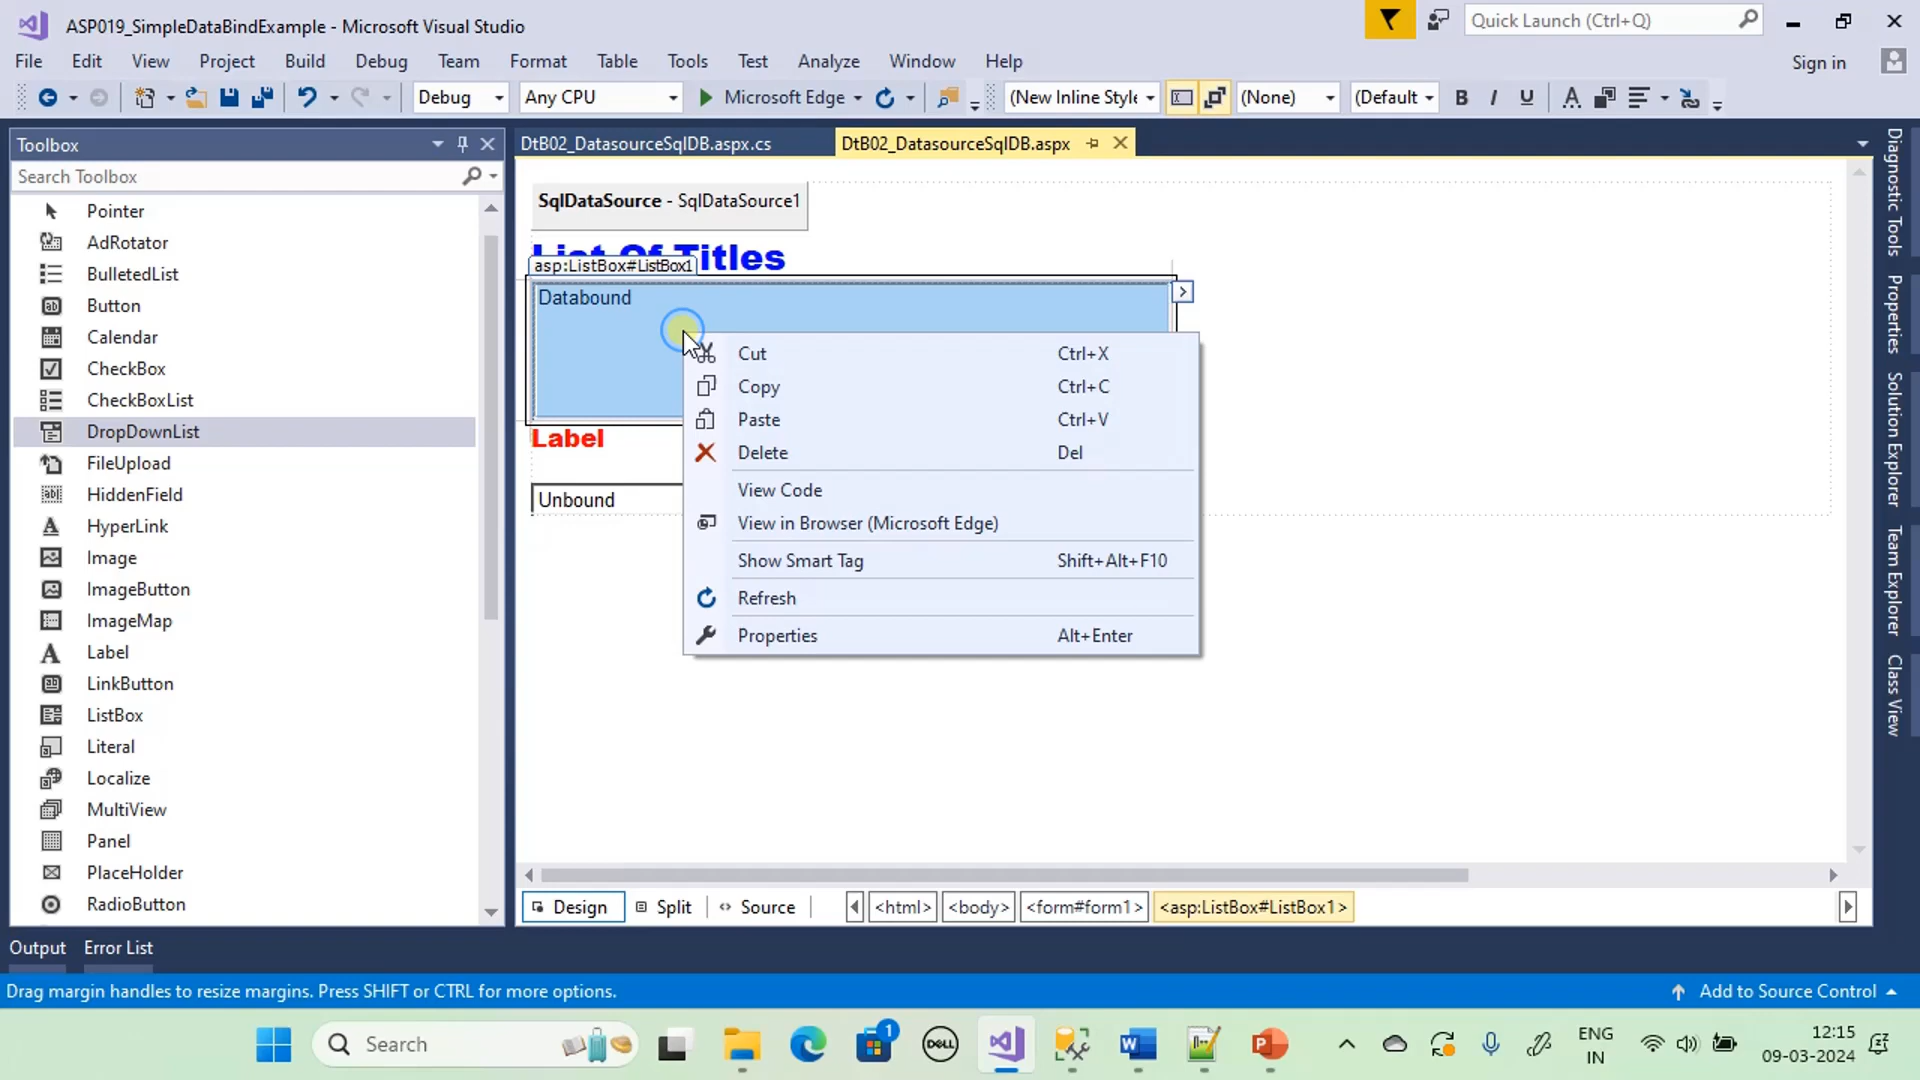 ASP019_SimpleDataBindExample - Microsoft Visual Studio
Quick Launch (Ctrl+Q)
File Edit View Project Build Debug Team Format Table Tools Test Analyze Window Help
Sign in
Debug Any CPU Microsoft Edge (New Inline Style (None) (Default B I U
Toolbox
DtB02_DatasourceSqlDB.aspx.cs
DtB02_DatasourceSqlDB.aspx
Search Toolbox
Pointer
AdRotator
BulletedList
Button
Calendar
CheckBox
CheckBoxList
DropDownList
FileUpload
HiddenField
HyperLink
Image
ImageButton
ImageMap
Label
LinkButton
ListBox
Literal
Localize
MultiView
Panel
PlaceHolder
RadioButton
SqlDataSource - SqlDataSource1
List Of Titles
asp:ListBox#ListBox1
Databound
Label
Unbound
Cut Ctrl+X
Copy Ctrl+C
Paste Ctrl+V
Delete Del
View Code
View in Browser (Microsoft Edge)
Show Smart Tag Shift+Alt+F10
Refresh
Properties Alt+Enter
Diagnostic Tools
Properties
Solution Explorer
Team Explorer
Class View
Design Split Source <html> <body> <form#form1> <asp:ListBox#ListBox1>
Output Error List
Drag margin handles to resize margins. Press SHIFT or CTRL for more options.
Add to Source Control
Search
1
DELL
ENG
IN
12:15
09-03-2024